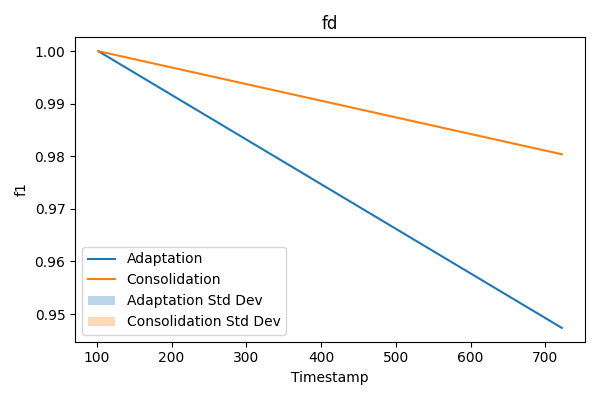 fd
1.00
0.99
0.98
0.97
0.96
0.95
f1
Adaptation
Consolidation
Adaptation Std Dev
Consolidation Std Dev
100 200 300 400 500 600 700
Timestamp